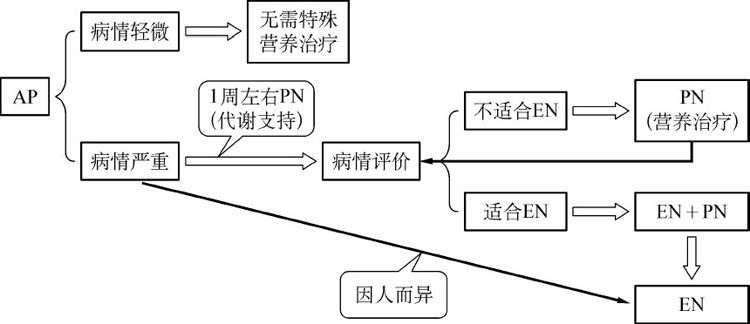 病情轻微
无需特殊
营养治疗
AP
1周左右PN
(代谢支持)
不适合EN
PN
(营养治疗)
病情严重
病情评价
适合EN
EN+PN
因人而异
EN